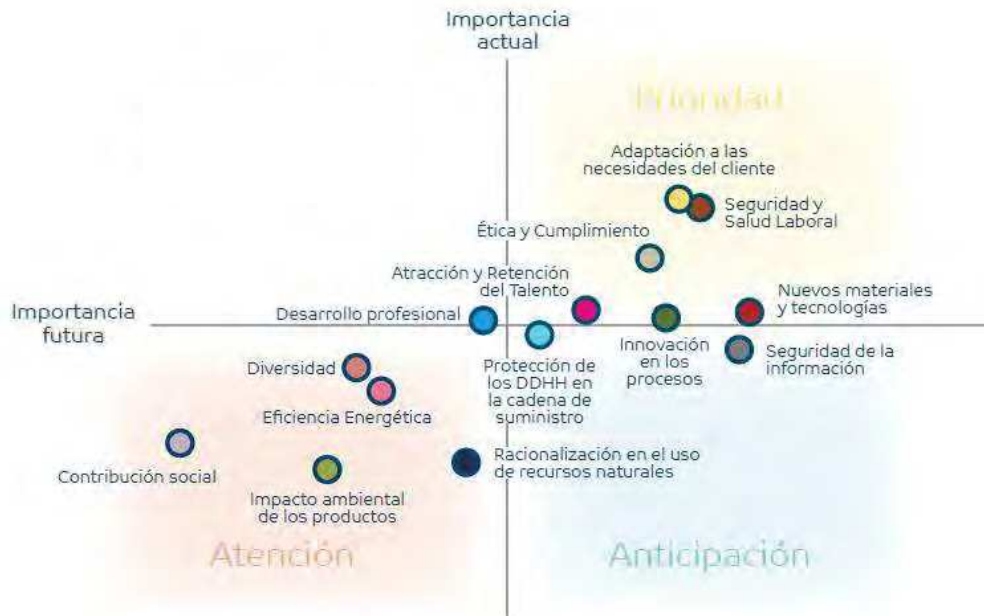 Importancia
actual
Prioridad
Adaptación a las
necesidades del cliente
Seguridad y
Salud Laboral
Ética y Cumplimiento
Atracción y Retención
del Talento
Nuevos materiales
y tecnologías
Importancia
futura
Desarrollo profesional
Innovación
en los
procesos
Seguridad de la
información
Protección de
los DDHH en
la cadena de
suministro
Diversidad
Eficiencia Energética
Contribución social
Racionalización en el uso
de recursos naturales
Impacto ambiental
de los productos
Atención
Anticipación